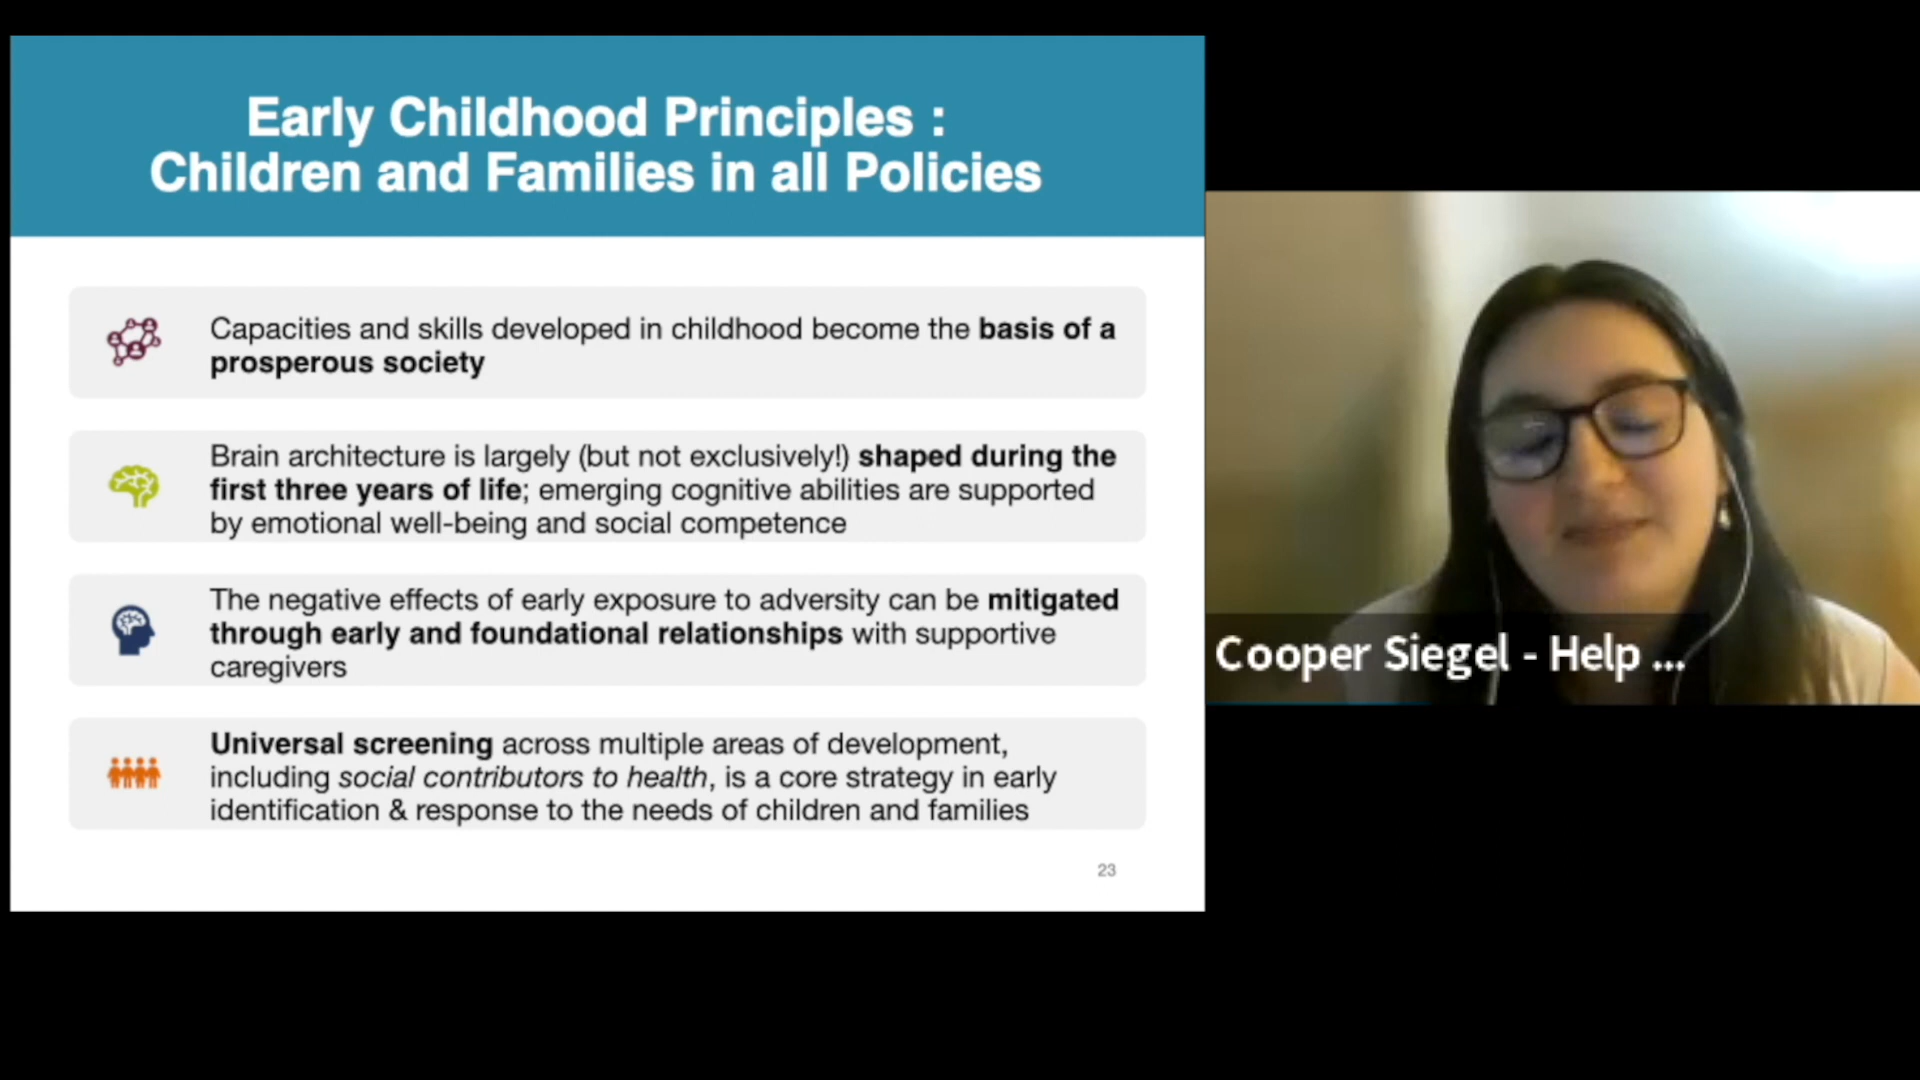 Early Childhood Principles :
Children and Families in all Policies
Capacities and skills developed in childhood become the basis of a
prosperous society
Brain architecture is largely (but not exclusively!) shaped during the
first three years of life; emerging cognitive abilities are supported
by emotional well-being and social competence
The negative effects of early exposure to adversity can be mitigated
through early and foundational relationships with supportive
caregivers
Universal screening across multiple areas of development,
including social contributors to health, is a core strategy in early
identification & response to the needs of children and families
23
Cooper Siegel - Help ...